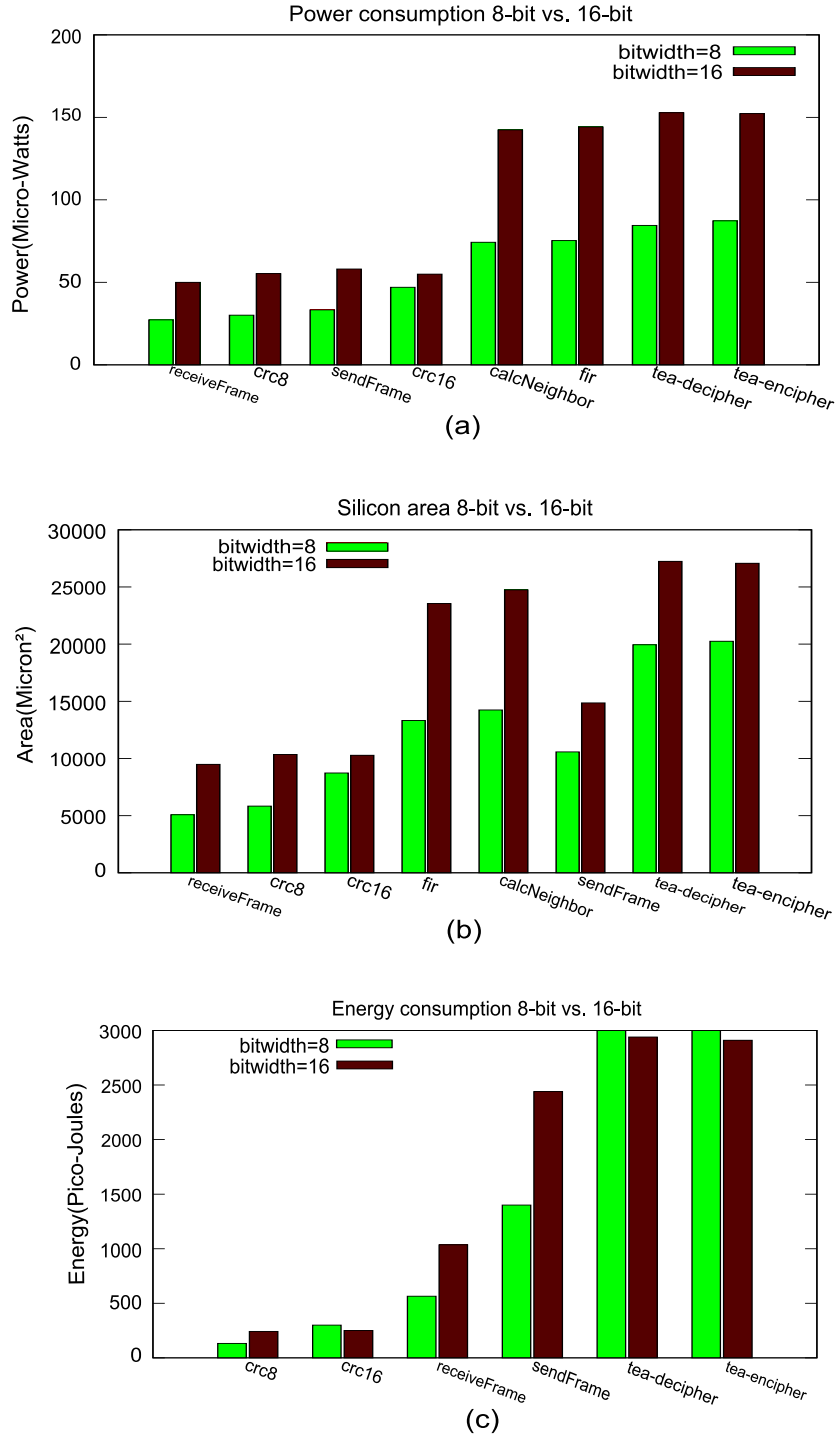 Power consumption 8-bit vs. 16-bit
200
150
100
50
0
Power(Micro-Watts)
bitwidth=8
bitwidth=16
receiveFrame
crc8
sendFrame
crc16
calcNeighbor
fir
tea-decipher
tea-encipher
(a)
Silicon area 8-bit vs. 16-bit
30000
25000
20000
15000
10000
5000
0
Area(Micron²)
bitwidth=8
bitwidth=16
receiveFrame
crc8
crc16
fir
calcNeighbor
sendFrame
tea-decipher
tea-encipher
(b)
Energy consumption 8-bit vs. 16-bit
3000
2500
2000
1500
1000
500
0
Energy(Pico-Joules)
bitwidth=8
bitwidth=16
crc8
crc16
receiveFrame
sendFrame
tea-decipher
tea-encipher
(c)